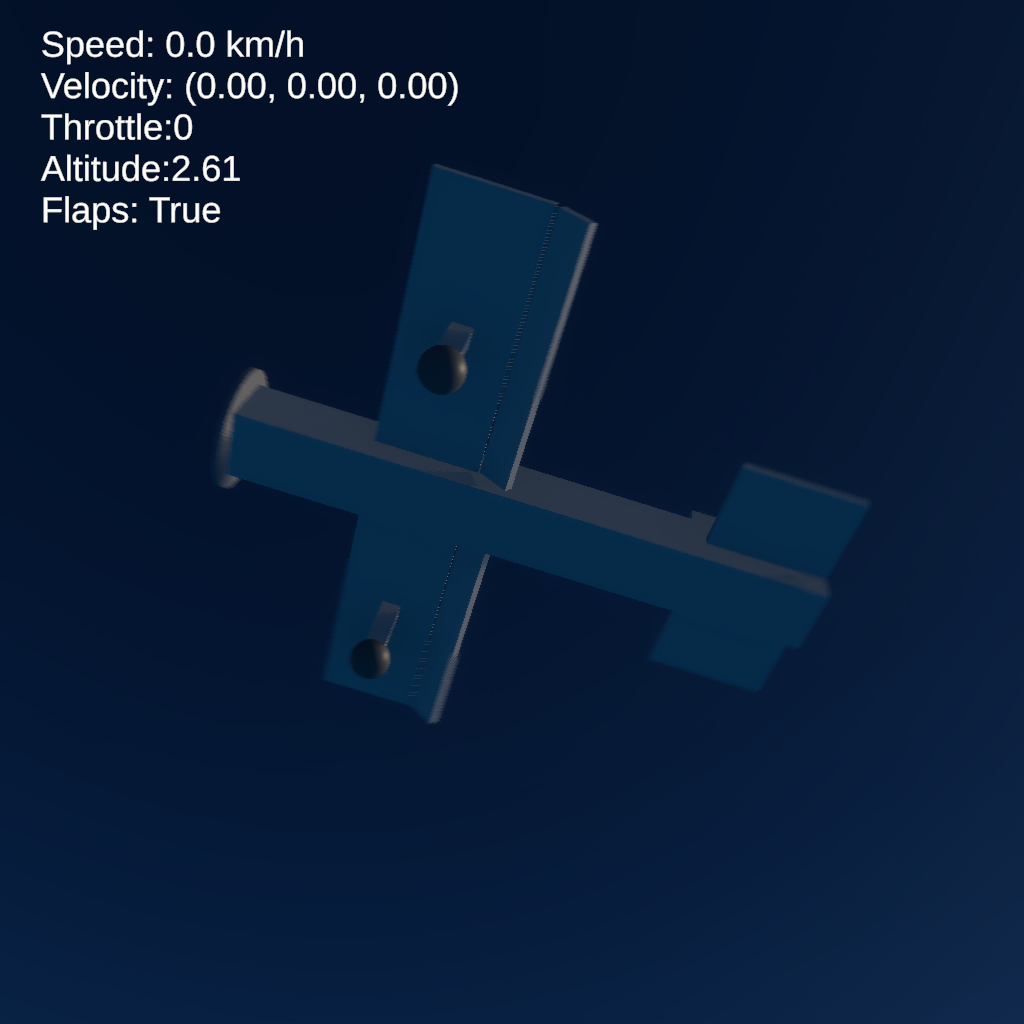 Speed: 0.0 km/h
Velocity: (0.00, 0.00, 0.00)
Throttle:0
Altitude:2.61
Flaps: True